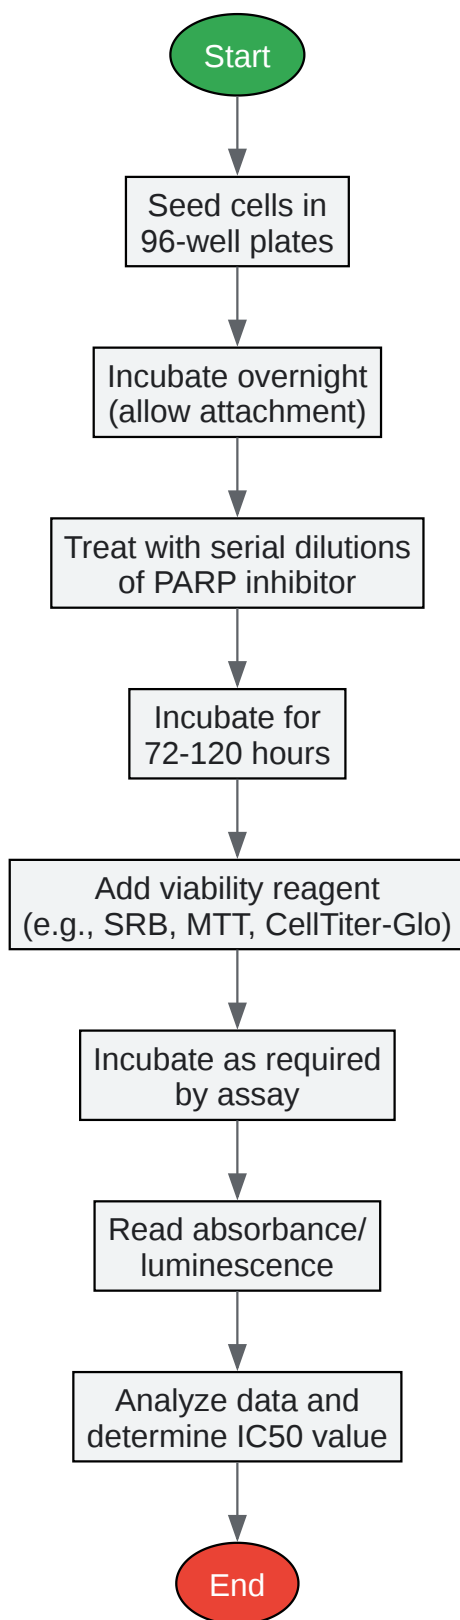 Start
Seed cells in
96-well plates
Incubate overnight
(allow attachment)
Treat with serial dilutions
of PARP inhibitor
Incubate for
72-120 hours
Add viability reagent
(e.g., SRB, MTT, CellTiter-Glo)
Incubate as required
by assay
Read absorbance/
luminescence
Analyze data and
determine IC50 value
End